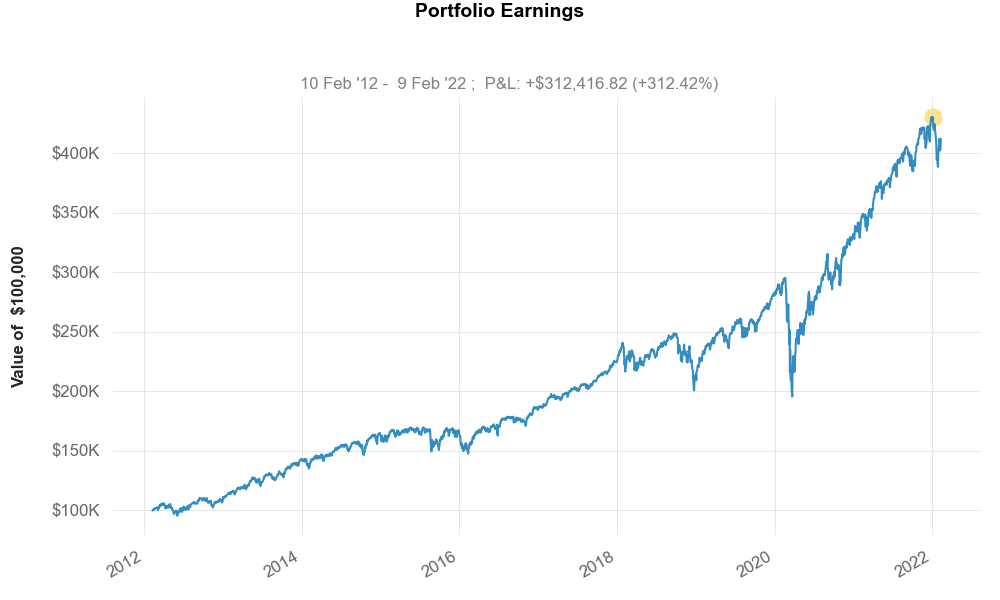 Portfolio Earnings
10 Feb '12 -  9 Feb '22 ;  P&L: +$312,416.82 (+312.42%)
Value of  $100,000
$400K
$350K
$300K
$250K
$200K
$150K
$100K
2012
2014
2016
2018
2020
2022